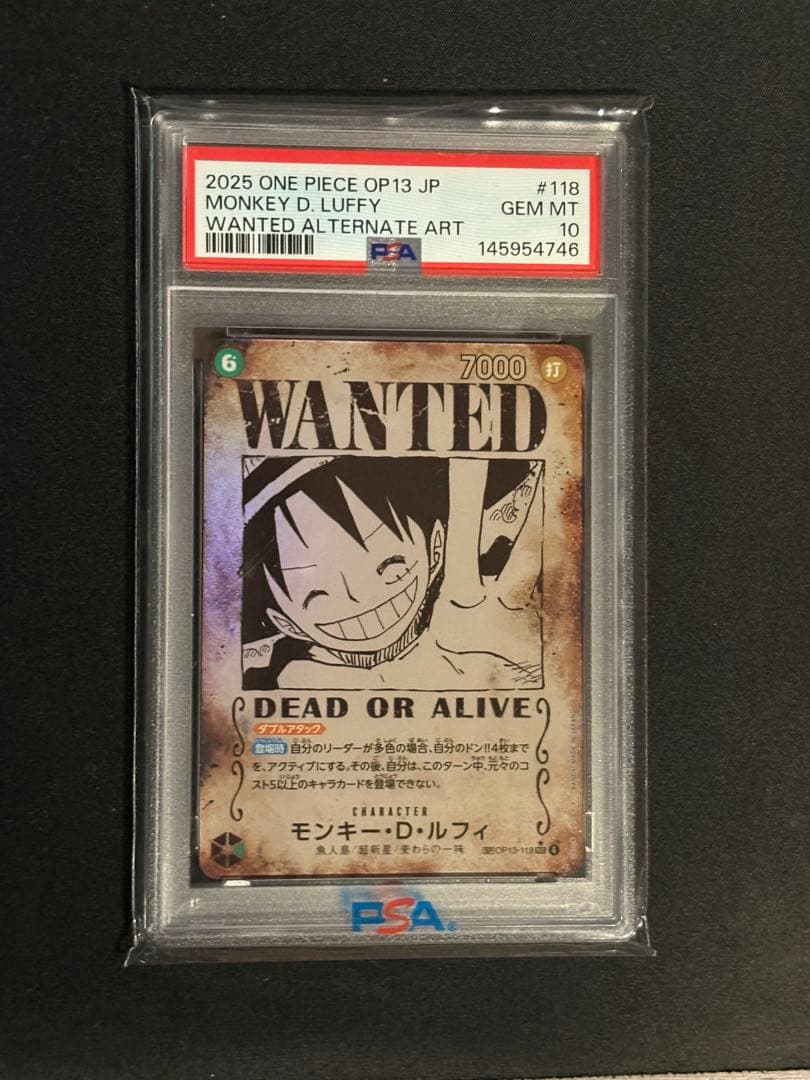 2025 ONE PIECE OP13 JP #118
MONKEY D. LUFFY GEM MT
WANTED ALTERNATE ART 10
PSA 145954746
6 7000 打
WANTED
DEAD OR ALIVE
ダブルアタック
登場時 自分のリーダーが多色の場合、自分のドン!!4枚まで
を、アクティブにする。その後、自分は、このターン中、元々のコ
スト5以上のキャラカードを登場できない。
CHARACTER
モンキー・D・ルフィ
魚人島/超新星/麦わらの一味
OP13-118
PSA